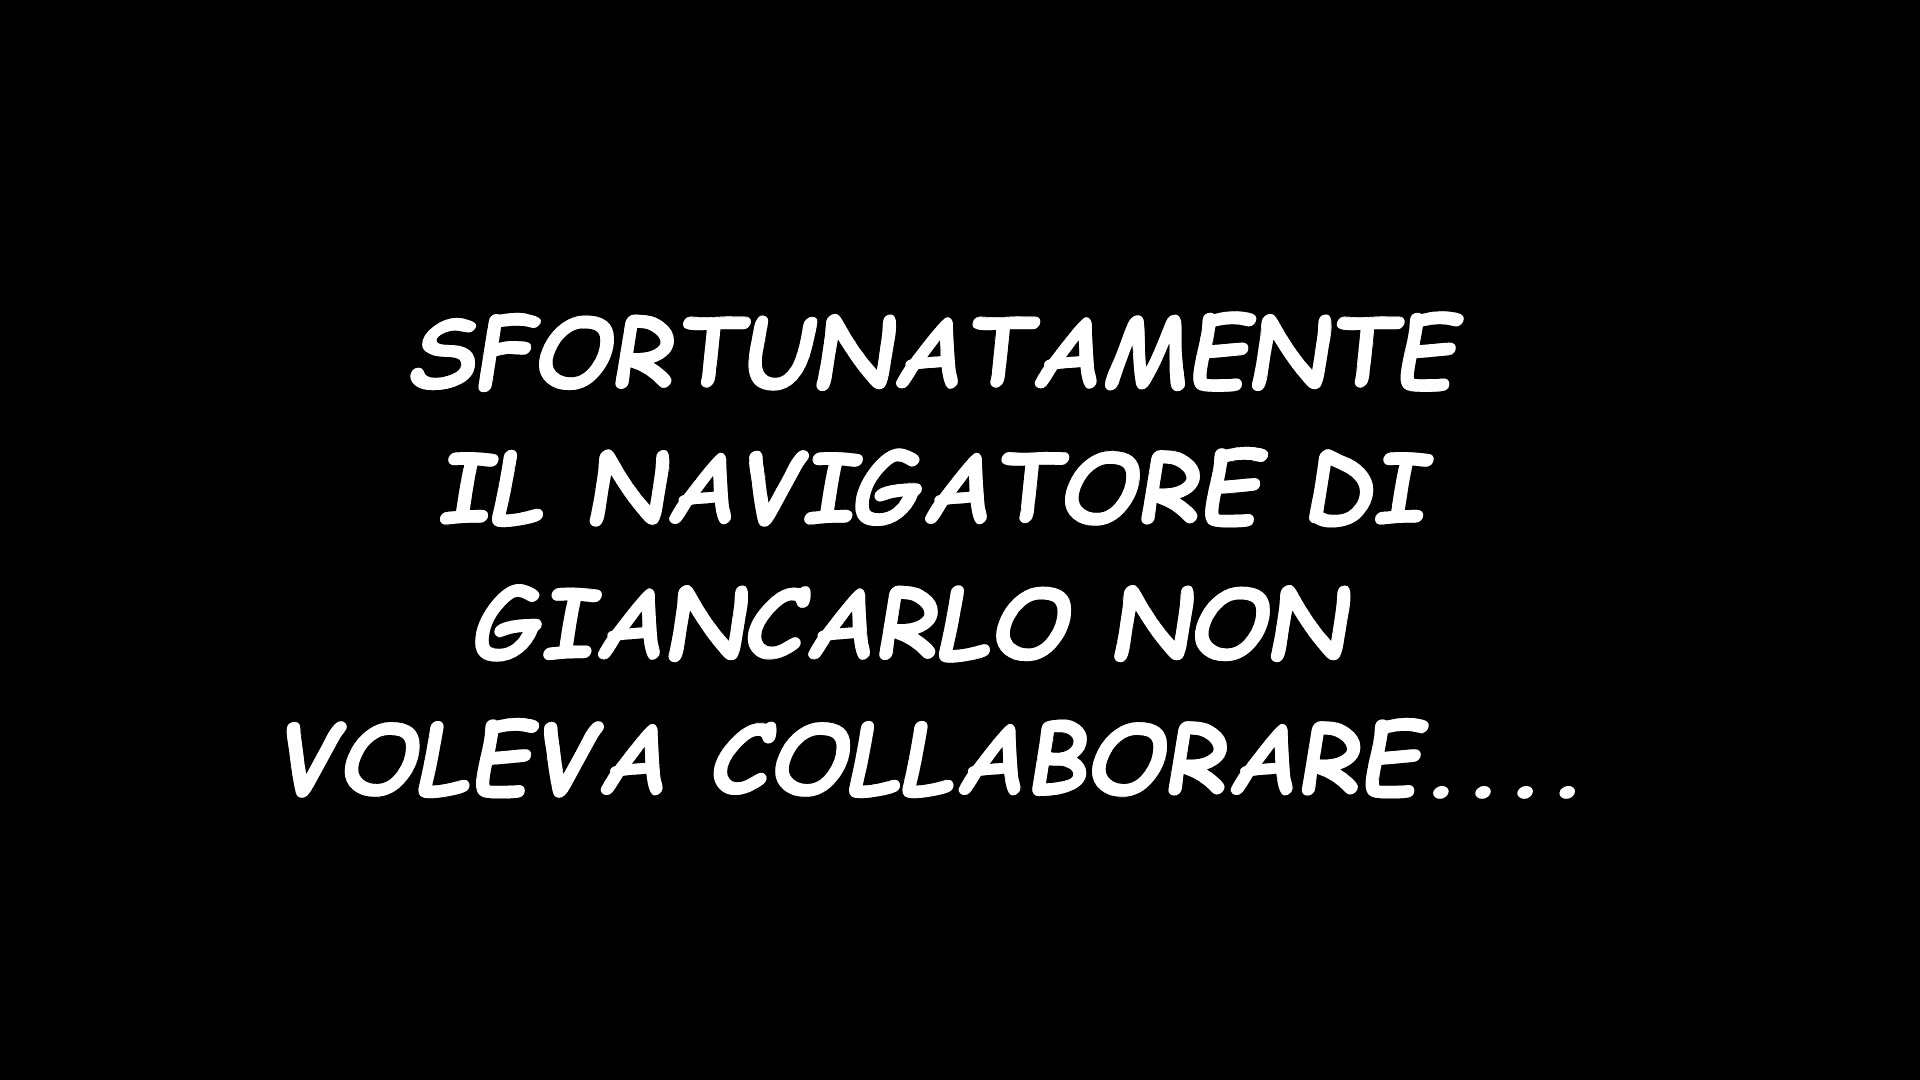 SFORTUNATAMENTE
IL NAVIGATORE DI
GIANCARLO NON
VOLEVA COLLABORARE....